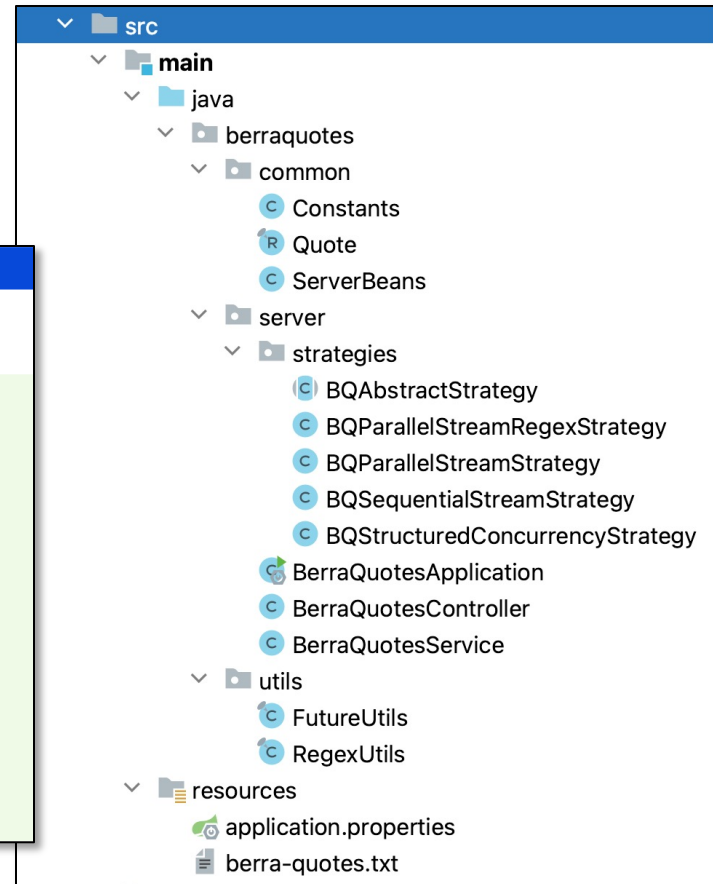 src
main
java
berraquotes
common
C Constants
R Quote
C ServerBeans
server
strategies
C BQAbstractStrategy
C BQParallelStreamRegexStrategy
C BQParallelStreamStrategy
C BQSequentialStreamStrategy
C BQStructuredConcurrencyStrategy
C BerraQuotesApplication
C BerraQuotesController
C BerraQuotesService
utils
C FutureUtils
C RegexUtils
resources
application.properties
berra-quotes.txt